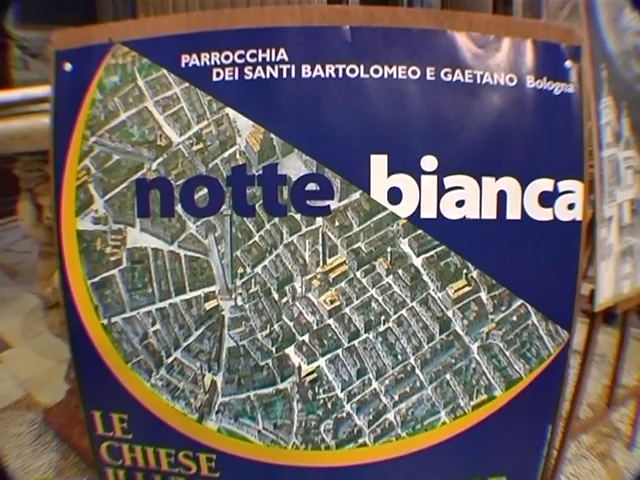 PARROCCHIA
DEI SANTI BARTOLOMEO E GAETANO Bologna
notte bianca
LE
CHIESE